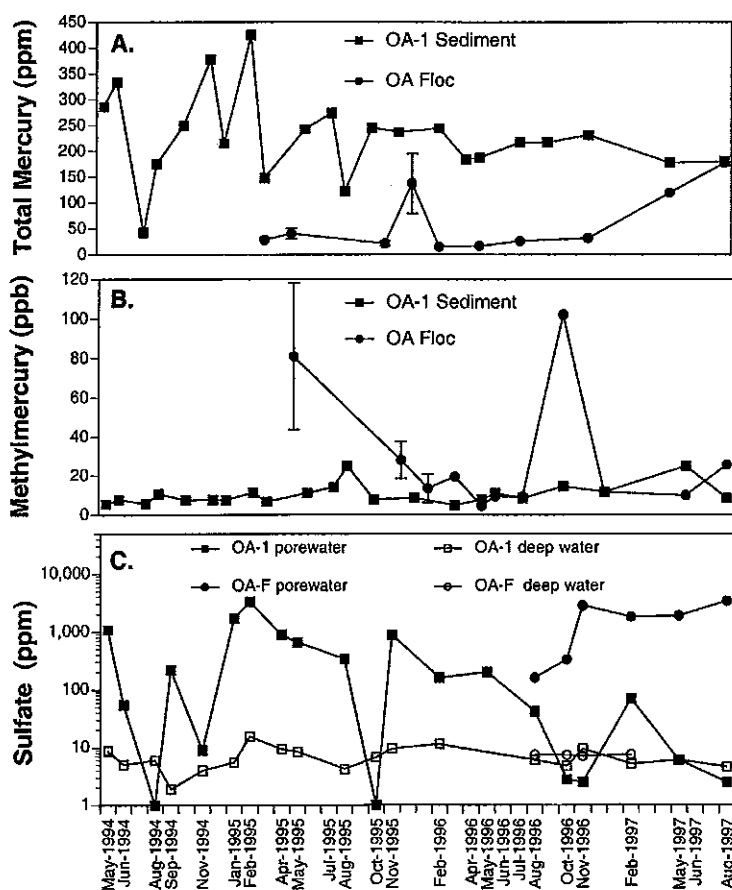 A.
OA-1 Sediment
OA Floc
Total Mercury (ppm)
450
400
350
300
250
200
150
100
50
0
B.
OA-1 Sediment
OA Floc
Methylmercury (ppb)
120
100
80
60
40
20
0
C.
OA-1 porewater
OA-1 deep water
OA-F porewater
OA-F deep water
Sulfate (ppm)
10,000
1,000
100
10
1
May-1994
Jun-1994
Aug-1994
Sep-1994
Nov-1994
Jan-1995
Feb-1995
Apr-1995
May-1995
Jul-1995
Aug-1995
Oct-1995
Nov-1995
Feb-1996
Apr-1996
May-1996
Jun-1996
Jul-1996
Aug-1996
Oct-1996
Nov-1996
Feb-1997
May-1997
Jun-1997
Aug-1997